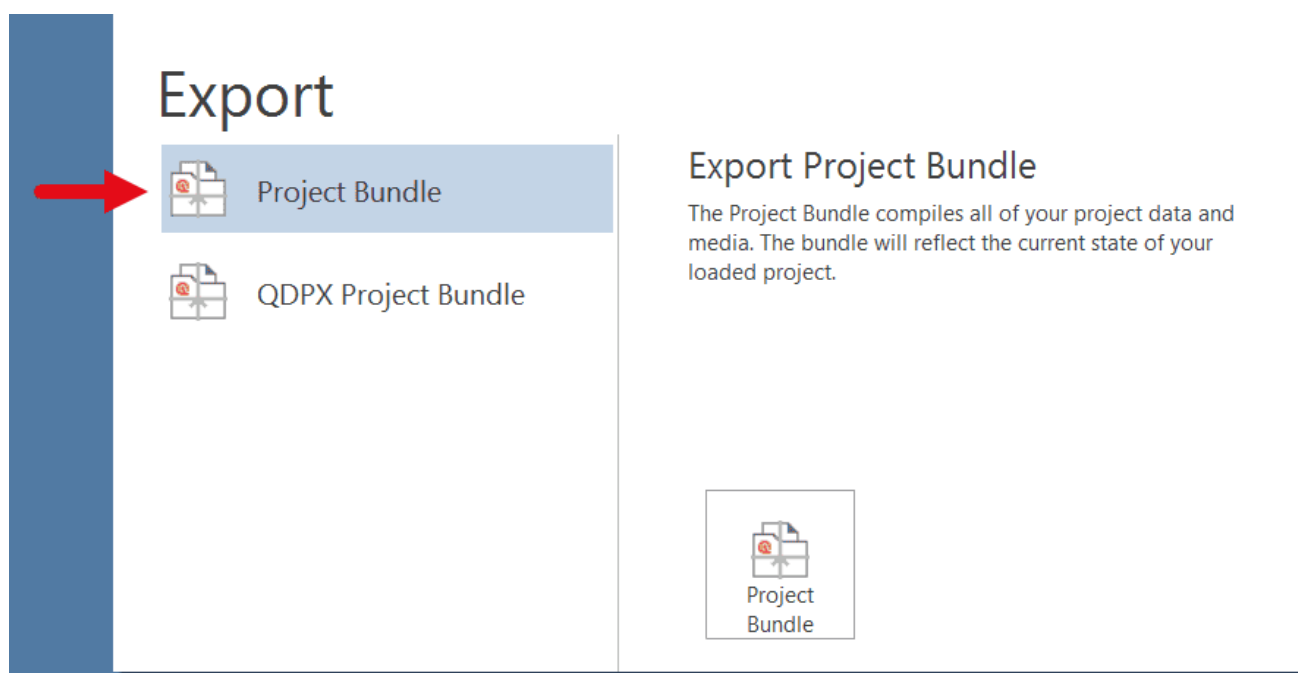 Export
Project Bundle
QDPX Project Bundle
Export Project Bundle
The Project Bundle compiles all of your project data and
media. The bundle will reflect the current state of your
loaded project.
Project
Bundle